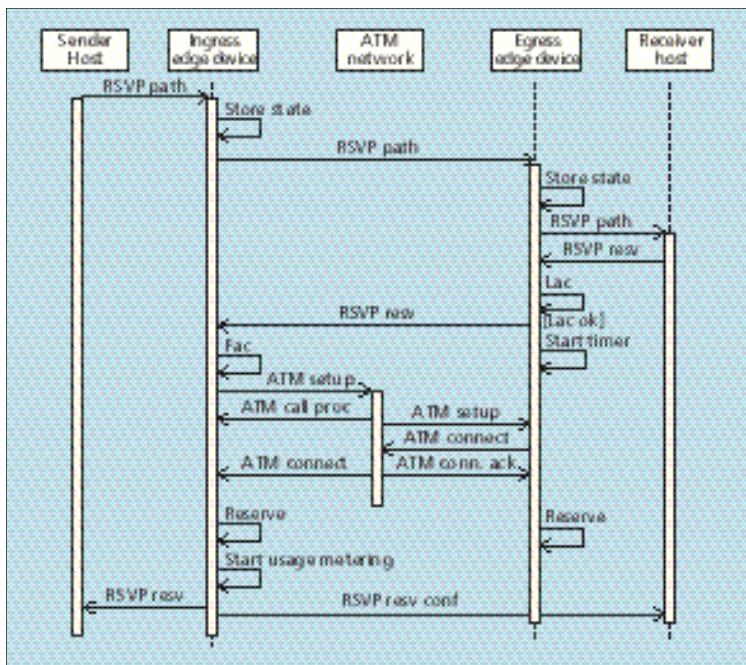 Sender
Host
Ingress
edge device
ATM
network
Egress
edge device
Receiver
host
RSVP path
Store state
RSVP path
Store state
RSVP path
RSVP resv
Lac
RSVP resv
[Lac ok]
Fac
Start timer
ATM setup
ATM call proc
ATM setup
ATM connect
ATM connect
ATM conn. ack
Reserve
Reserve
Start usage metering
RSVP resv
RSVP resv conf